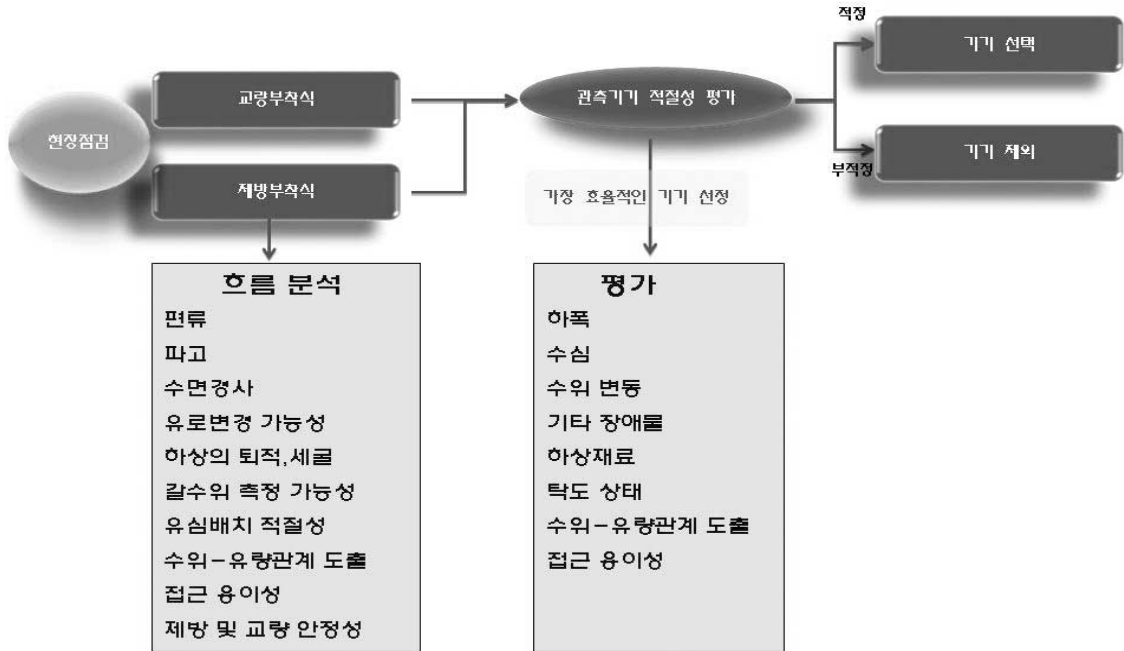 현장점검
교량부착식
제방부착식
관측기기 적절성 평가
적정
기기 선택
부적정
기기 제외
가장 효율적인 기기 선정
흐름 분석
편류
파고
수면경사
유로변경 가능성
하상의 퇴적,세굴
갈수위 측정 가능성
유심배치 적절성
수위-유량관계 도출
접근 용이성
제방 및 교량 안정성
평가
하폭
수심
수위 변동
기타 장애물
하상재료
탁도 상태
수위-유량관계 도출
접근 용이성